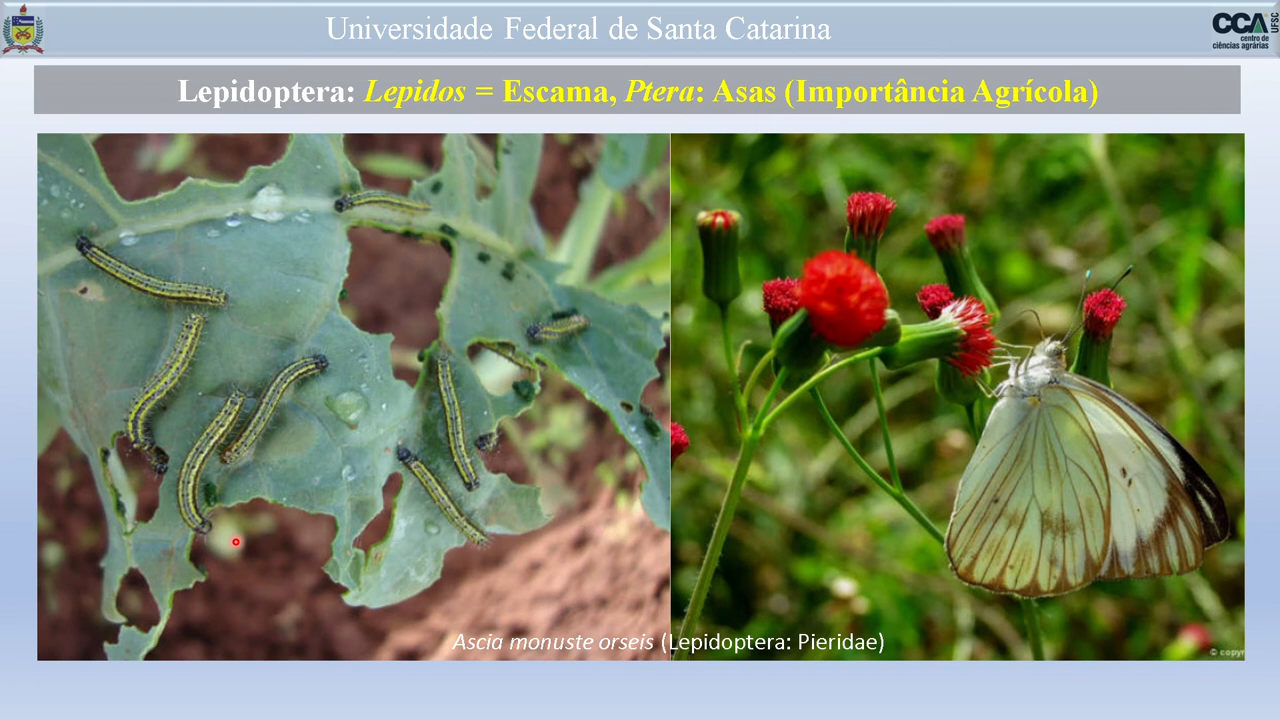 Universidade Federal de Santa Catarina
CCA
UFSC
centro de
ciências agrárias
Lepidoptera: Lepidos = Escama, Ptera: Asas (Importância Agrícola)
Ascia monuste orseis (Lepidoptera: Pieridae)
© copyr